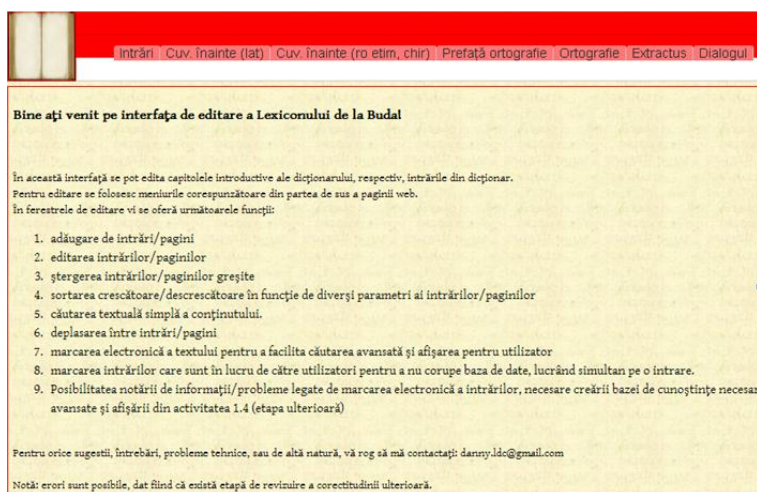 Intrări Cuv. înainte (lat) Cuv. înainte (ro etim, chir) Prefață ortografie Ortografie Extractus Dialogul
Bine ați venit pe interfața de editare a Lexiconului de la Buda!
În această interfață se pot edita capitolele introductive ale dicționarului, respectiv, intrările din dicționar.
Pentru editare se folosesc meniurile corespunzătoare din partea de sus a paginii web.
În ferestrele de editare vi se oferă următoarele funcții:
1. adăugare de intrări/pagini
2. editarea intrărilor/paginilor
3. ștergerea intrărilor/paginilor greșite
4. sortarea crescătoare/descrescătoare în funcție de diverși parametri ai intrărilor/paginilor
5. căutarea textuală simplă a conținutului.
6. deplasarea între intrări/pagini
7. marcarea electronică a textului pentru a facilita căutarea avansată și afișarea pentru utilizator
8. marcarea intrărilor care sunt în lucru de către utilizatori pentru a nu corupe baza de date, lucrând simultan pe o intrare.
9. Posibilitatea notării de informații/probleme legate de marcarea electronică a intrărilor, necesare creării bazei de cunoștințe necesar
avansate și afișării din activitatea 1.4 (etapa ulterioară)
Pentru orice sugestii, întrebări, probleme tehnice, sau de altă natură, vă rog să mă contactați: danny.ldc@gmail.com
Notă: erori sunt posibile, dat fiind că există etapă de revizuire a corectitudinii ulterioară.